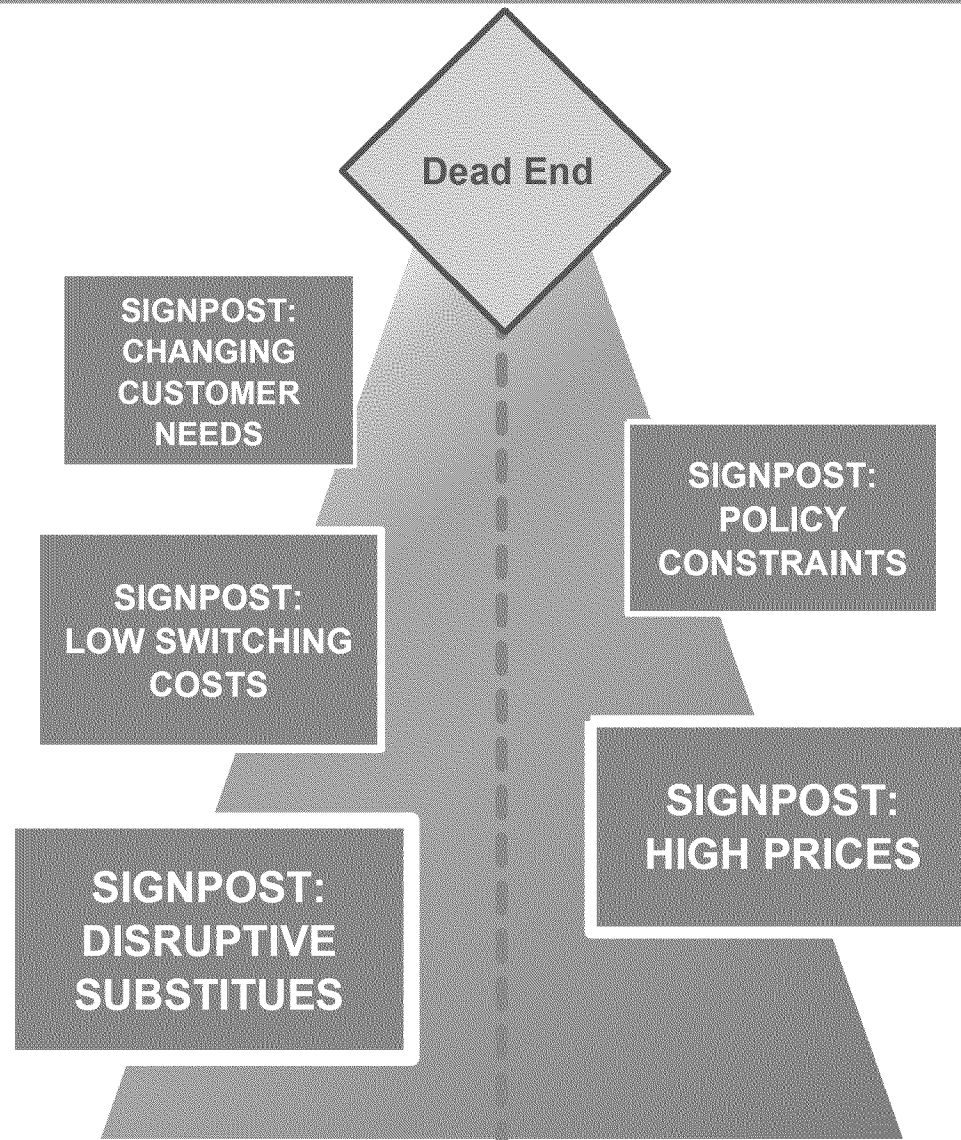 Dead End
SIGNPOST:
CHANGING
CUSTOMER
NEEDS
SIGNPOST:
POLICY
CONSTRAINTS
SIGNPOST:
LOW SWITCHING
COSTS
SIGNPOST:
HIGH PRICES
SIGNPOST:
DISRUPTIVE
SUBSTITUES